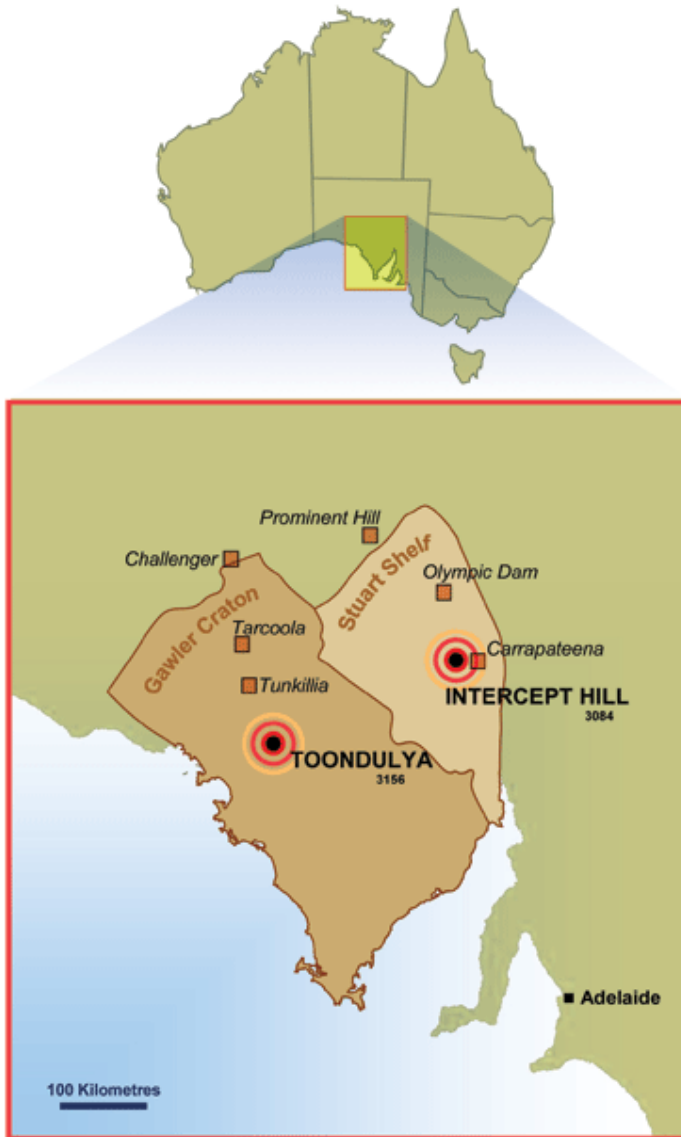 Prominent Hill
Challenger
Stuart Shelf
Olympic Dam
Gawler Craton
Tarcoola
Carrapateena
Tunkillia
INTERCEPT HILL
3084
TOONDULYA
3156
Adelaide
100 Kilometres